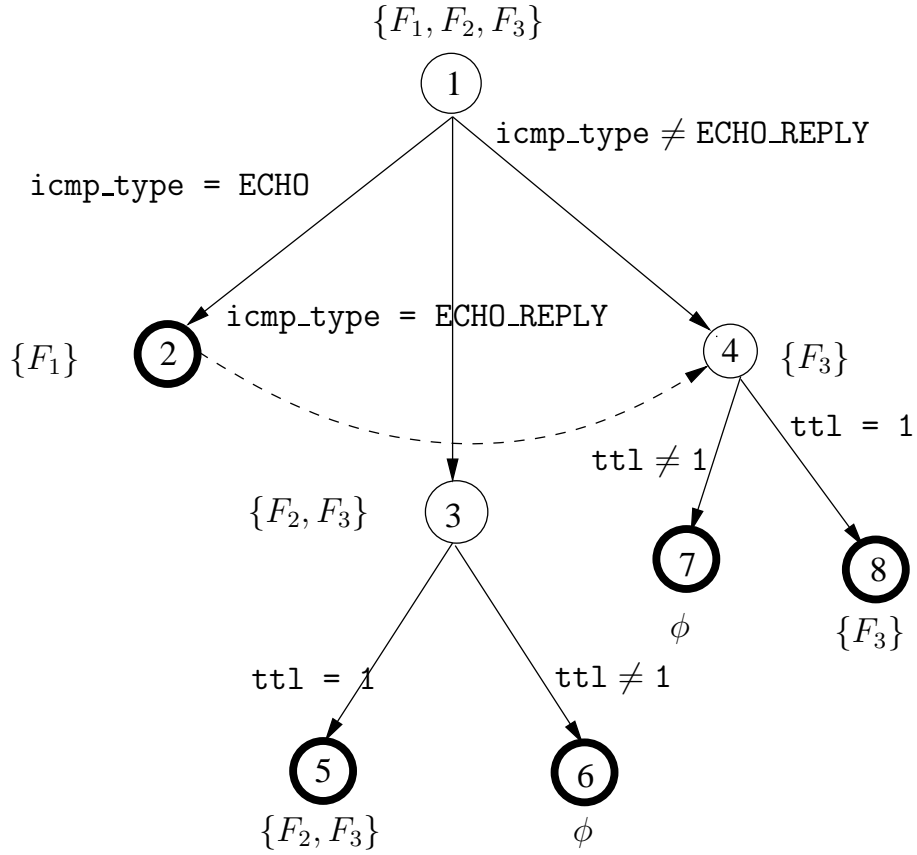 {F₁, F₂, F₃}
1
icmp_type ≠ ECHO_REPLY
icmp_type = ECHO
icmp_type = ECHO_REPLY
{F₁}
2
4
{F₃}
ttl = 1
ttl ≠ 1
{F₂, F₃}
3
7
8
ϕ
{F₃}
ttl = 1
ttl ≠ 1
5
6
{F₂, F₃}
ϕ